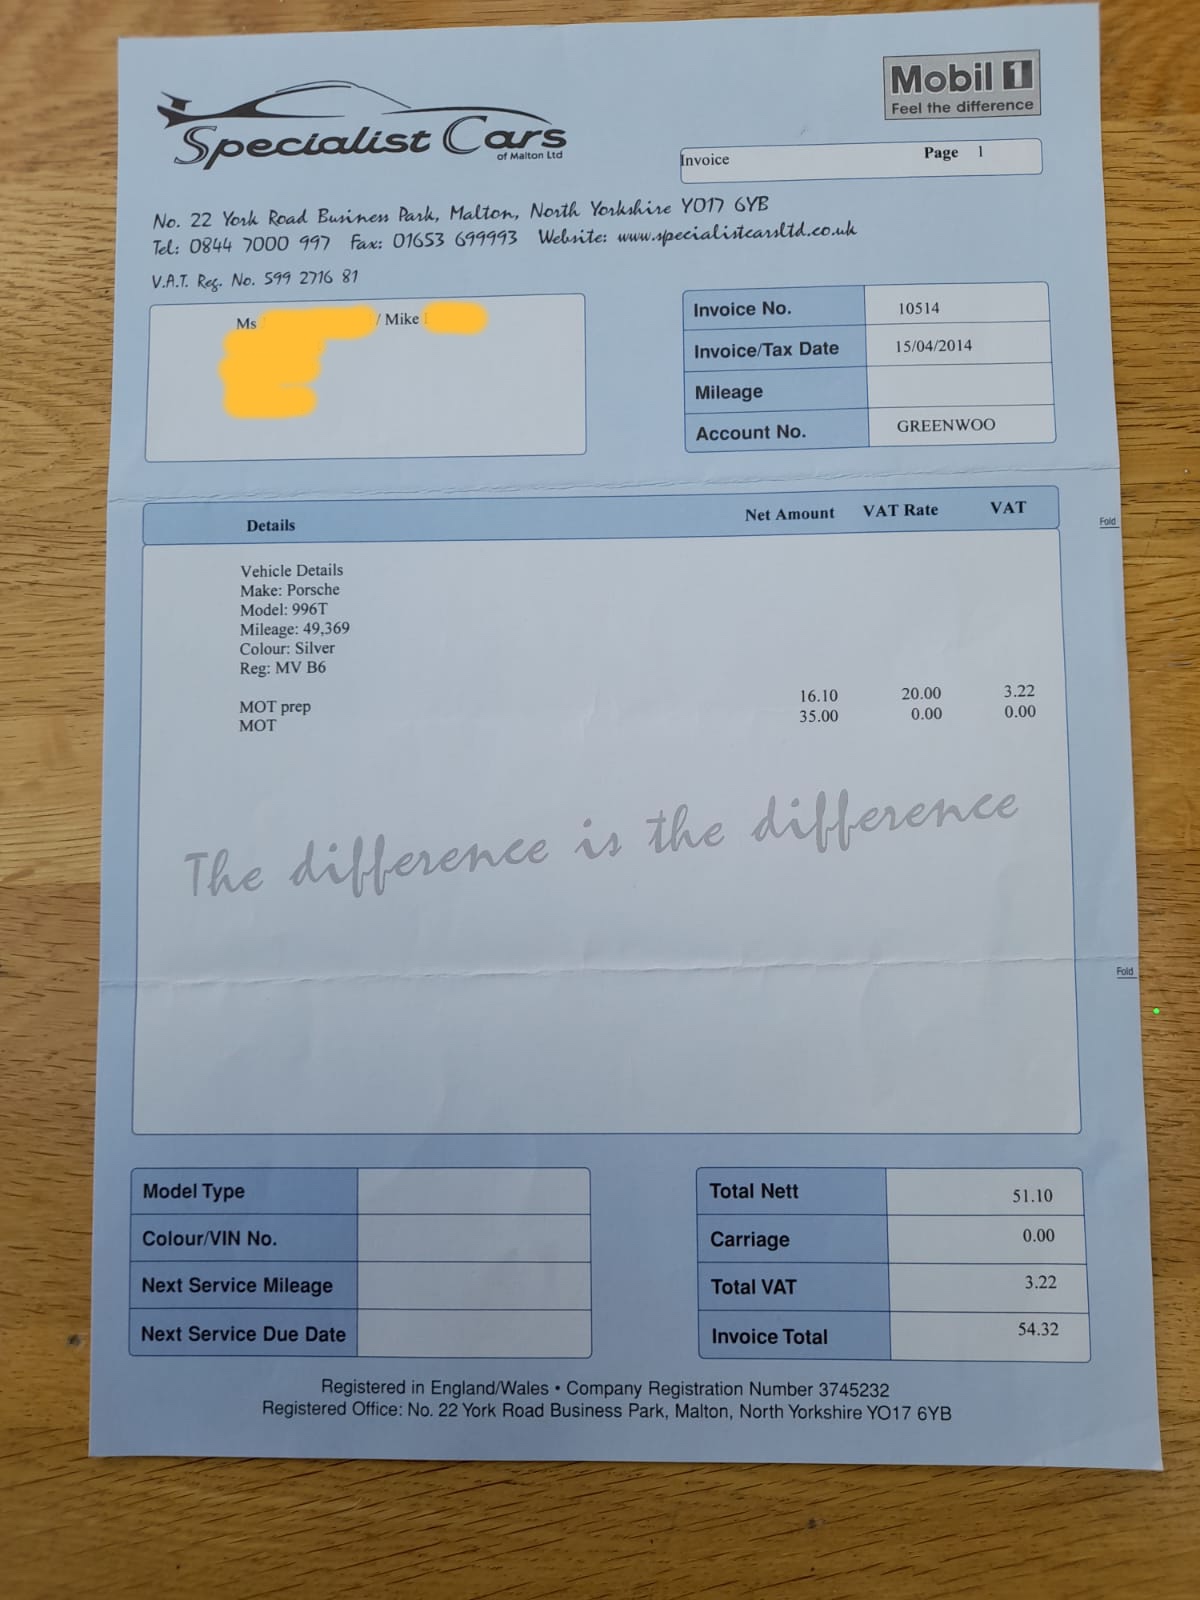 Mobil 1
Feel the difference
Specialist Cars
of Malton Ltd
Invoice Page 1
No. 22 York Road Business Park, Malton, North Yorkshire YO17 6YB
Tel: 0844 7000 997 Fax: 01653 699993 Website: www.specialistcarsltd.co.uk
V.A.T. Reg. No. 599 2716 81
Ms / Mike
Invoice No. 10514
Invoice/Tax Date 15/04/2014
Mileage
Account No. GREENWOO
Details Net Amount VAT Rate VAT
Fold
Vehicle Details
Make: Porsche
Model: 996T
Mileage: 49,369
Colour: Silver
Reg: MV B6
MOT prep 16.10 20.00 3.22
MOT 35.00 0.00 0.00
The difference is the difference
Fold
Model Type
Colour/VIN No.
Next Service Mileage
Next Service Due Date
Total Nett 51.10
Carriage 0.00
Total VAT 3.22
Invoice Total 54.32
Registered in England/Wales • Company Registration Number 3745232
Registered Office: No. 22 York Road Business Park, Malton, North Yorkshire YO17 6YB